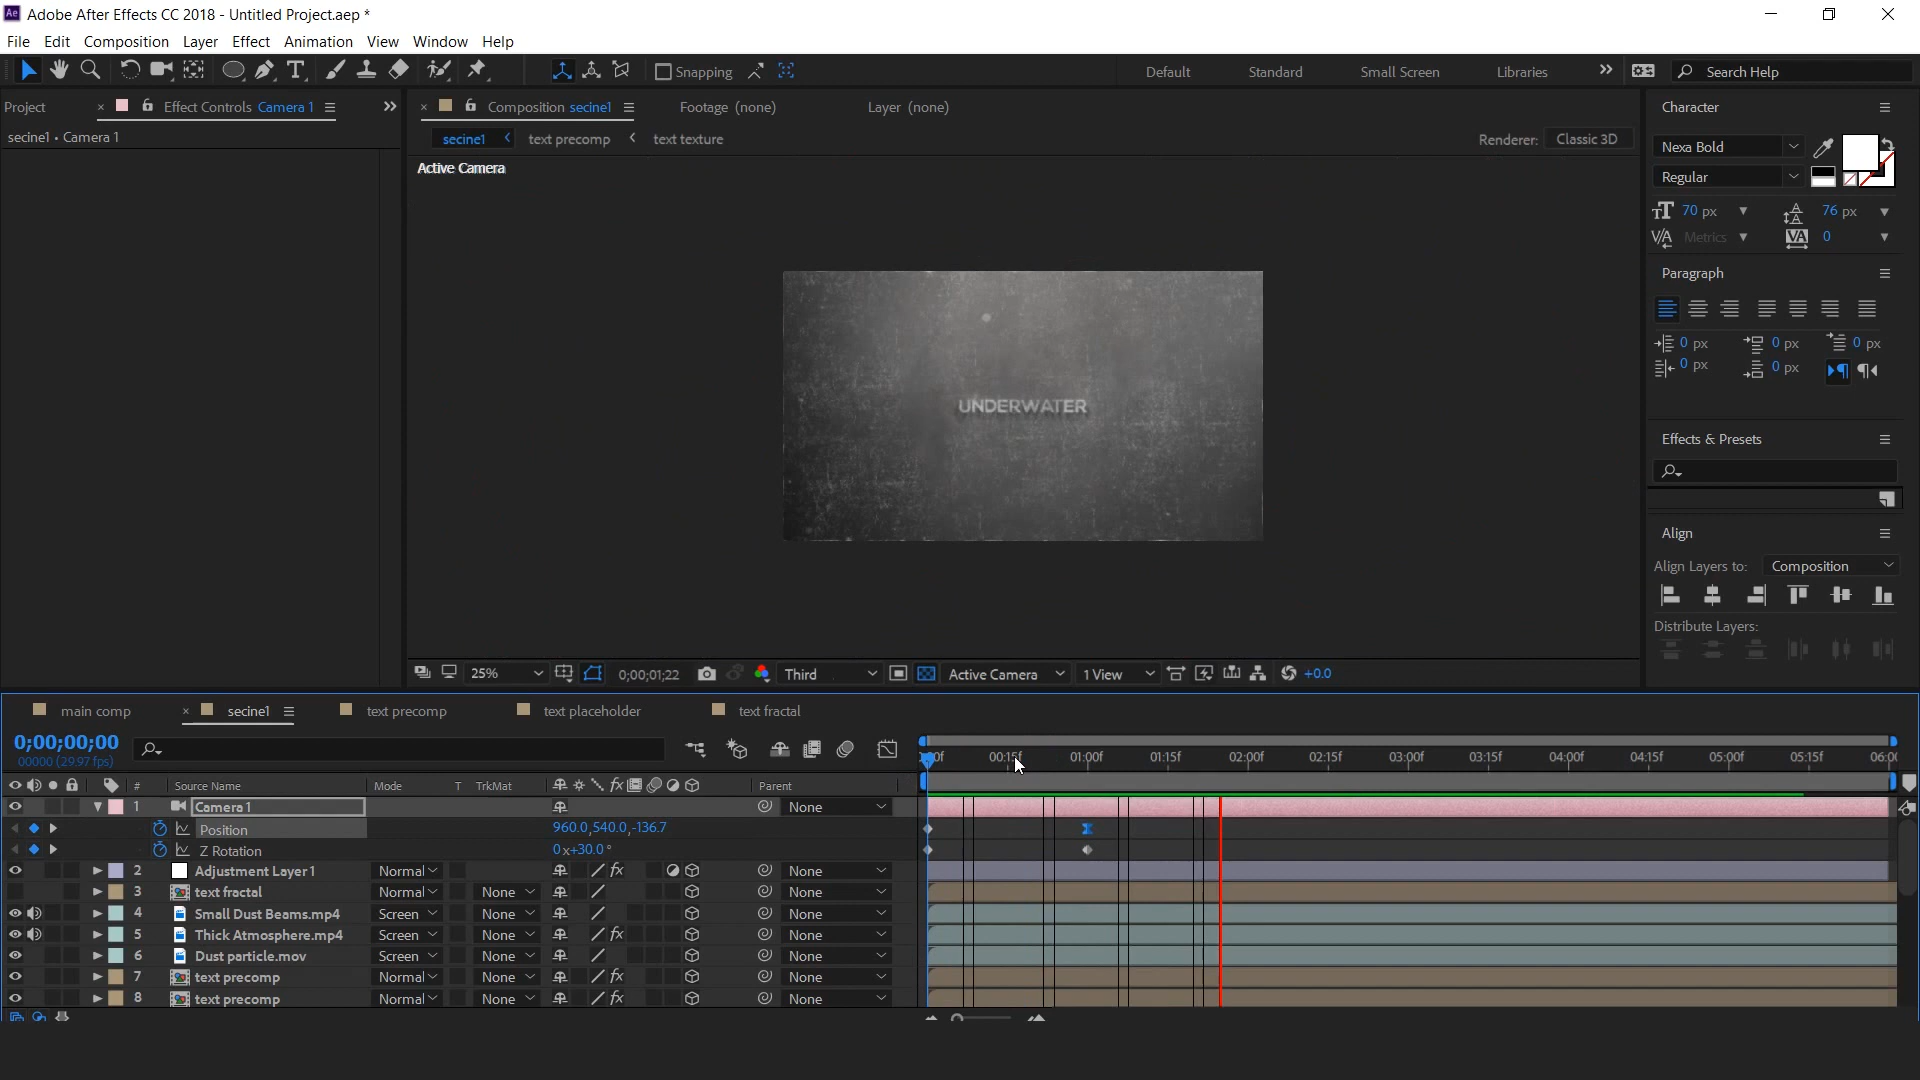 Ae Adobe After Effects CC 2018 - Untitled Project.aep *
File Edit Composition Layer Effect Animation View Window Help
Snapping Default Standard Small Screen Libraries Search Help
Project Effect Controls Camera 1 Composition secine1 Footage (none) Layer (none) Character
secine1 • Camera 1 secine1 text precomp text texture Renderer: Classic 3D
Nexa Bold
Active Camera
Regular
70 px 76 px
Metrics 0
Paragraph
0 px 0 px 0 px
0 px 0 px
UNDERWATER
Effects & Presets
Align
Align Layers to: Composition
Distribute Layers:
25% 0;00;01;22 Third Active Camera 1 View +0.0
main comp secine1 text precomp text placeholder text fractal
0;00;00;00
00000 (29.97 fps)
00:15f 01:00f 01:15f 02:00f 02:15f 03:00f 03:15f 04:00f 04:15f 05:00f 05:15f 06:00
# Source Name Mode T TrkMat Parent
1 Camera 1 None
Position 960.0,540.0,-136.7
Z Rotation 0x+30.0°
2 Adjustment Layer 1 Normal None
3 text fractal Normal None None
4 Small Dust Beams.mp4 Screen None None
5 Thick Atmosphere.mp4 Screen None None
6 Dust particle.mov Screen None None
7 text precomp Normal None None
8 text precomp Normal None None